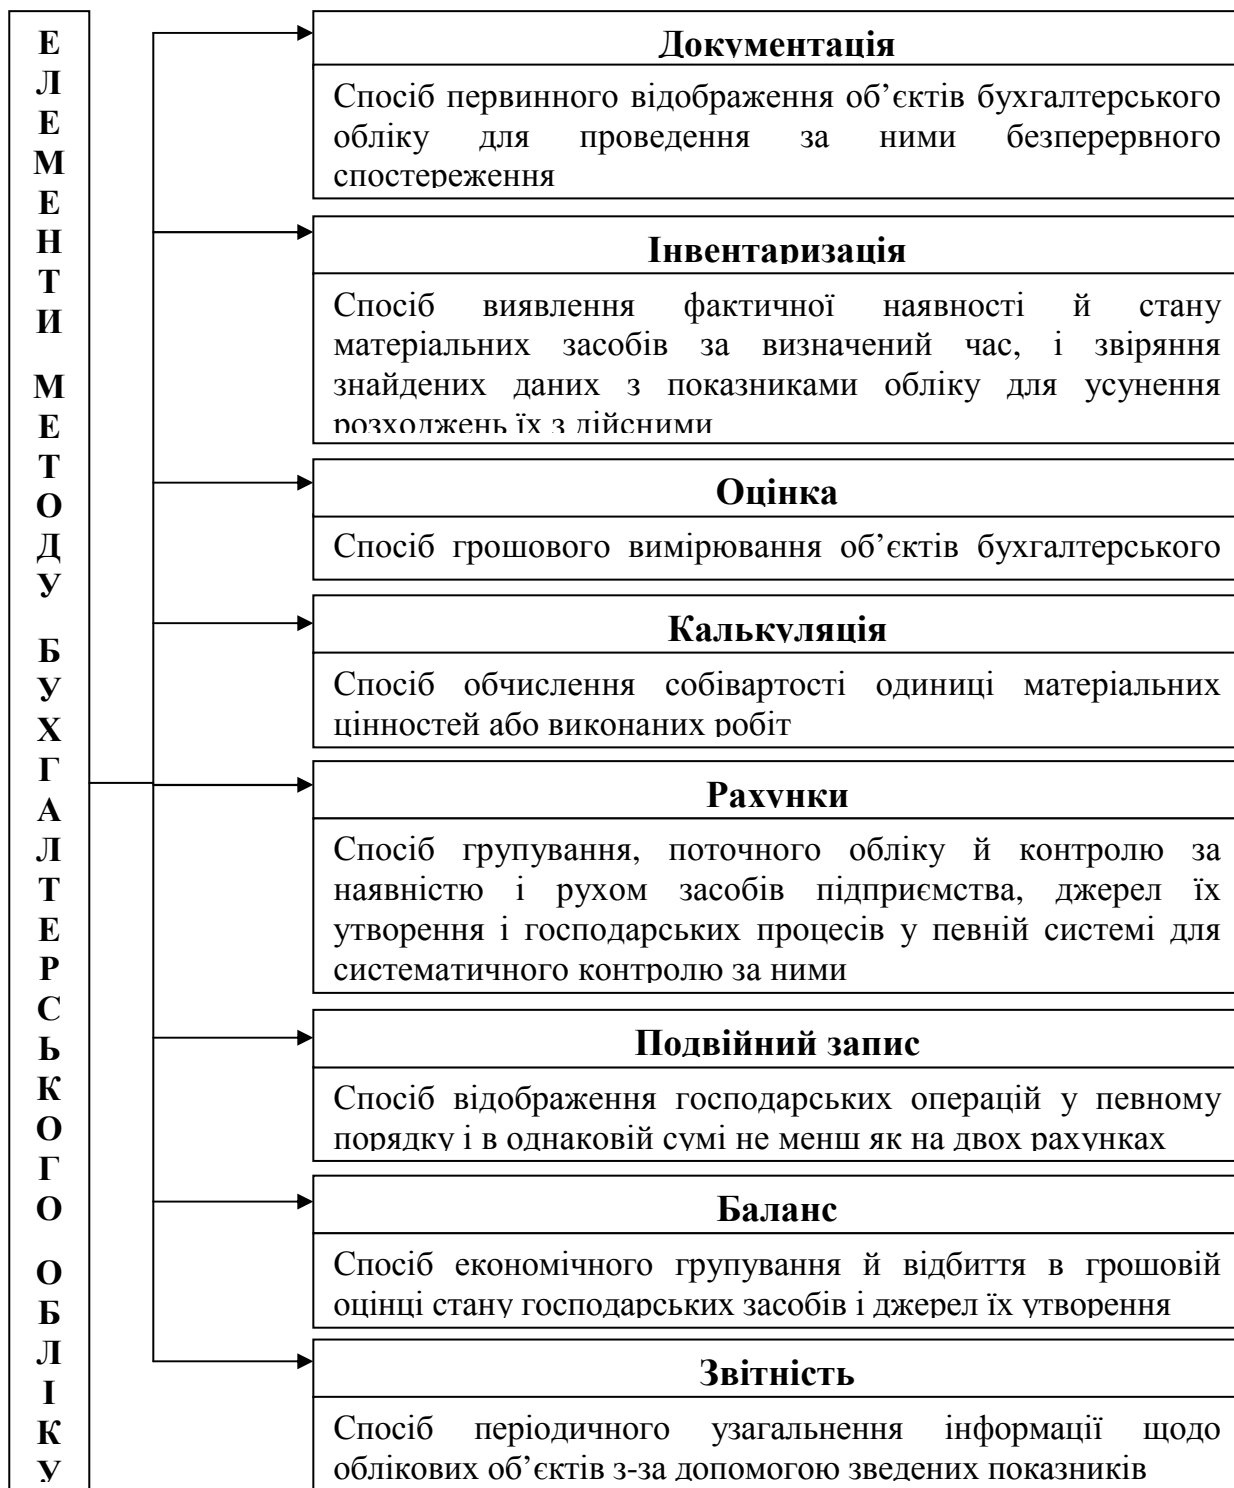 ЕЛЕМЕНТИ МЕТОДУ БУХГАЛТЕРСЬКОГО ОБЛІКУ
Документація
Спосіб первинного відображення об’єктів бухгалтерського
обліку для проведення за ними безперервного
спостереження
Інвентаризація
Спосіб виявлення фактичної наявності й стану
матеріальних засобів за визначений час, і звіряння
знайдених даних з показниками обліку для усунення
розходжень їх з дійсними
Оцінка
Спосіб грошового вимірювання об’єктів бухгалтерського
Калькуляція
Спосіб обчислення собівартості одиниці матеріальних
цінностей або виконаних робіт
Рахунки
Спосіб групування, поточного обліку й контролю за
наявністю і рухом засобів підприємства, джерел їх
утворення і господарських процесів у певній системі для
систематичного контролю за ними
Подвійний запис
Спосіб відображення господарських операцій у певному
порядку і в однаковій сумі не менш як на двох рахунках
Баланс
Спосіб економічного групування й відбиття в грошовій
оцінці стану господарських засобів і джерел їх утворення
Звітність
Спосіб періодичного узагальнення інформації щодо
облікових об’єктів з-за допомогою зведених показників